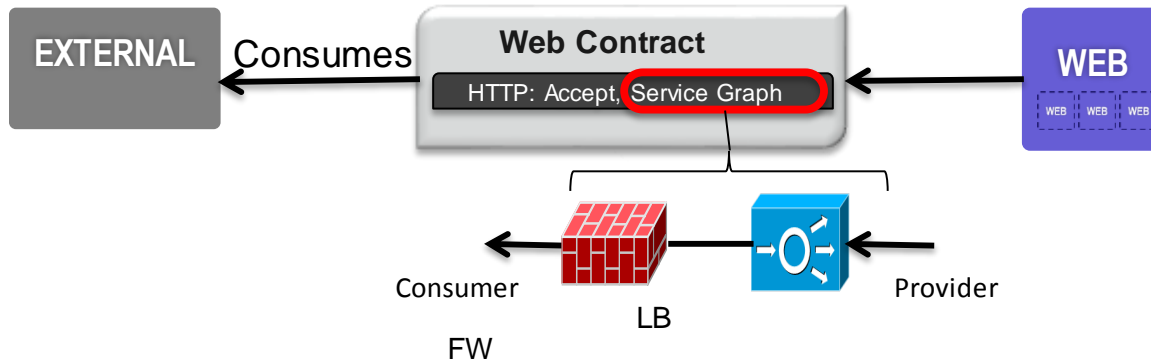 EXTERNAL
Consumes
Web Contract
HTTP: Accept, Service Graph
WEB
WEB WEB WEB
Consumer
Provider
LB
FW